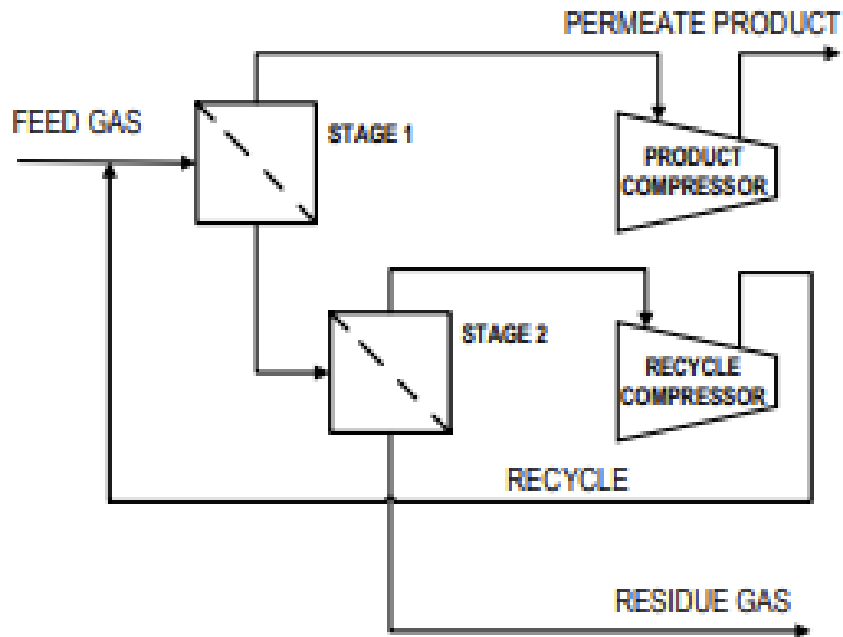 PERMEATE PRODUCT
FEED GAS
STAGE 1
PRODUCT
COMPRESSOR
STAGE 2
RECYCLE
COMPRESSOR
RECYCLE
RESIDUE GAS